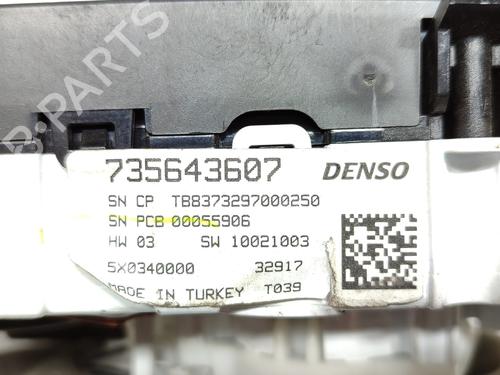 B-PARTS
735643607 DENSO
SN CP TB8373297000250
SN PCB 00055906
HW 03 SW 10021003
5X0340000 32917
MADE IN TURKEY T039